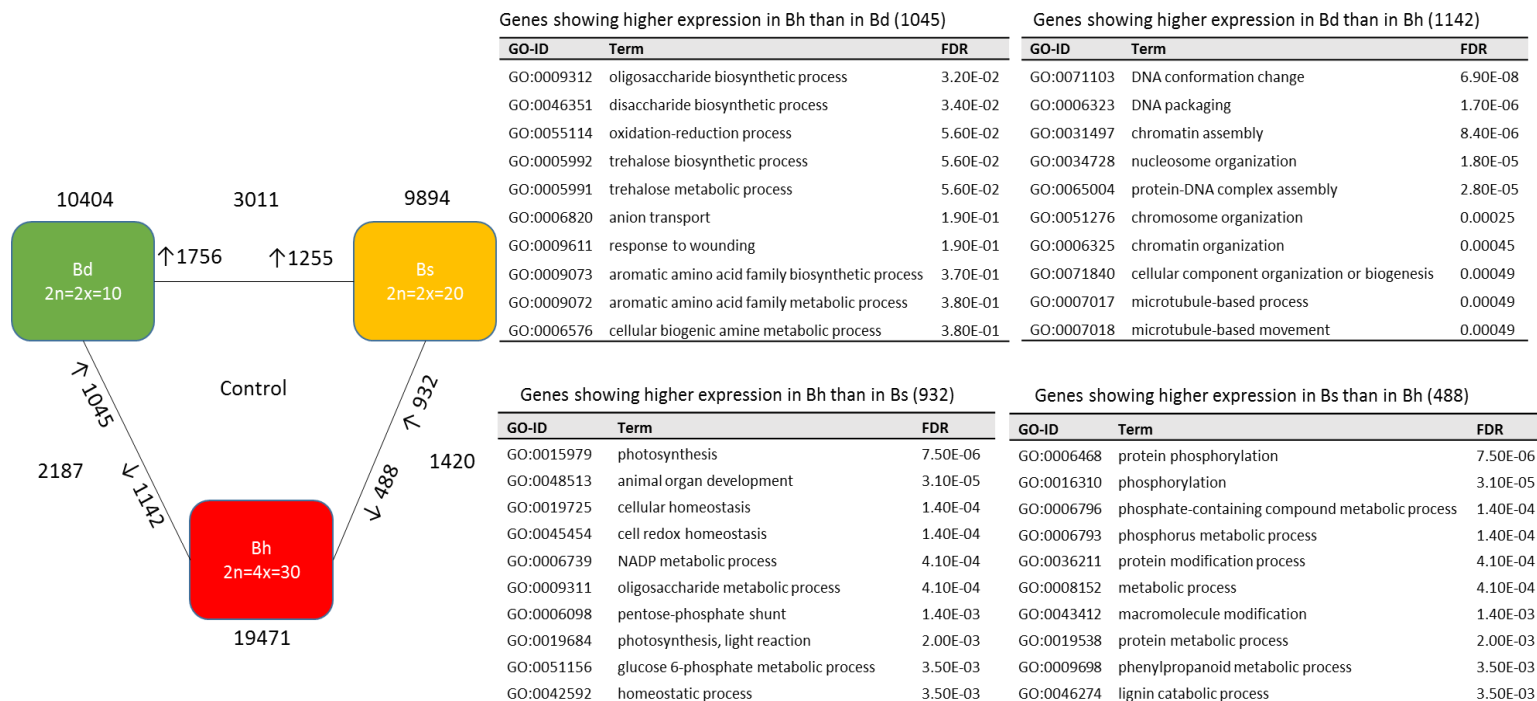 10404
3011
9894
Bd
2n=2x=10
↑1756
↑1255
Bs
2n=2x=20
↑1045
↓1142
Control
↑932
↓488
2187
1420
Bh
2n=4x=30
19471
Genes showing higher expression in Bh than in Bd (1045)
GO-ID Term FDR
GO:0009312 oligosaccharide biosynthetic process 3.20E-02
GO:0046351 disaccharide biosynthetic process 3.40E-02
GO:0055114 oxidation-reduction process 5.60E-02
GO:0005992 trehalose biosynthetic process 5.60E-02
GO:0005991 trehalose metabolic process 5.60E-02
GO:0006820 anion transport 1.90E-01
GO:0009611 response to wounding 1.90E-01
GO:0009073 aromatic amino acid family biosynthetic process 3.70E-01
GO:0009072 aromatic amino acid family metabolic process 3.80E-01
GO:0006576 cellular biogenic amine metabolic process 3.80E-01
Genes showing higher expression in Bd than in Bh (1142)
GO-ID Term FDR
GO:0071103 DNA conformation change 6.90E-08
GO:0006323 DNA packaging 1.70E-06
GO:0031497 chromatin assembly 8.40E-06
GO:0034728 nucleosome organization 1.80E-05
GO:0065004 protein-DNA complex assembly 2.80E-05
GO:0051276 chromosome organization 0.00025
GO:0006325 chromatin organization 0.00045
GO:0071840 cellular component organization or biogenesis 0.00049
GO:0007017 microtubule-based process 0.00049
GO:0007018 microtubule-based movement 0.00049
Genes showing higher expression in Bh than in Bs (932)
GO-ID Term FDR
GO:0015979 photosynthesis 7.50E-06
GO:0048513 animal organ development 3.10E-05
GO:0019725 cellular homeostasis 1.40E-04
GO:0045454 cell redox homeostasis 1.40E-04
GO:0006739 NADP metabolic process 4.10E-04
GO:0009311 oligosaccharide metabolic process 4.10E-04
GO:0006098 pentose-phosphate shunt 1.40E-03
GO:0019684 photosynthesis, light reaction 2.00E-03
GO:0051156 glucose 6-phosphate metabolic process 3.50E-03
GO:0042592 homeostatic process 3.50E-03
Genes showing higher expression in Bs than in Bh (488)
GO-ID Term FDR
GO:0006468 protein phosphorylation 7.50E-06
GO:0016310 phosphorylation 3.10E-05
GO:0006796 phosphate-containing compound metabolic process 1.40E-04
GO:0006793 phosphorus metabolic process 1.40E-04
GO:0036211 protein modification process 4.10E-04
GO:0008152 metabolic process 4.10E-04
GO:0043412 macromolecule modification 1.40E-03
GO:0019538 protein metabolic process 2.00E-03
GO:0009698 phenylpropanoid metabolic process 3.50E-03
GO:0046274 lignin catabolic process 3.50E-03